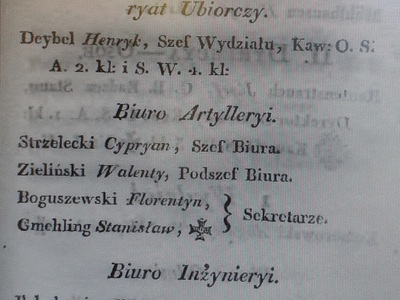 ryat Ubiorczy.
Deybel Henryk, Szef Wydziału, Kaw: O. S:
A. 2. kl: i S. W. 4. kl:
Biuro Artylleryi.
Strzelecki Cypryan, Szef Biura.
Zieliński Walenty, Podszef Biura.
Boguszewski Florentyn,
Gmehling Stanisław,
Sekretarze.
Biuro Inżynieryi.